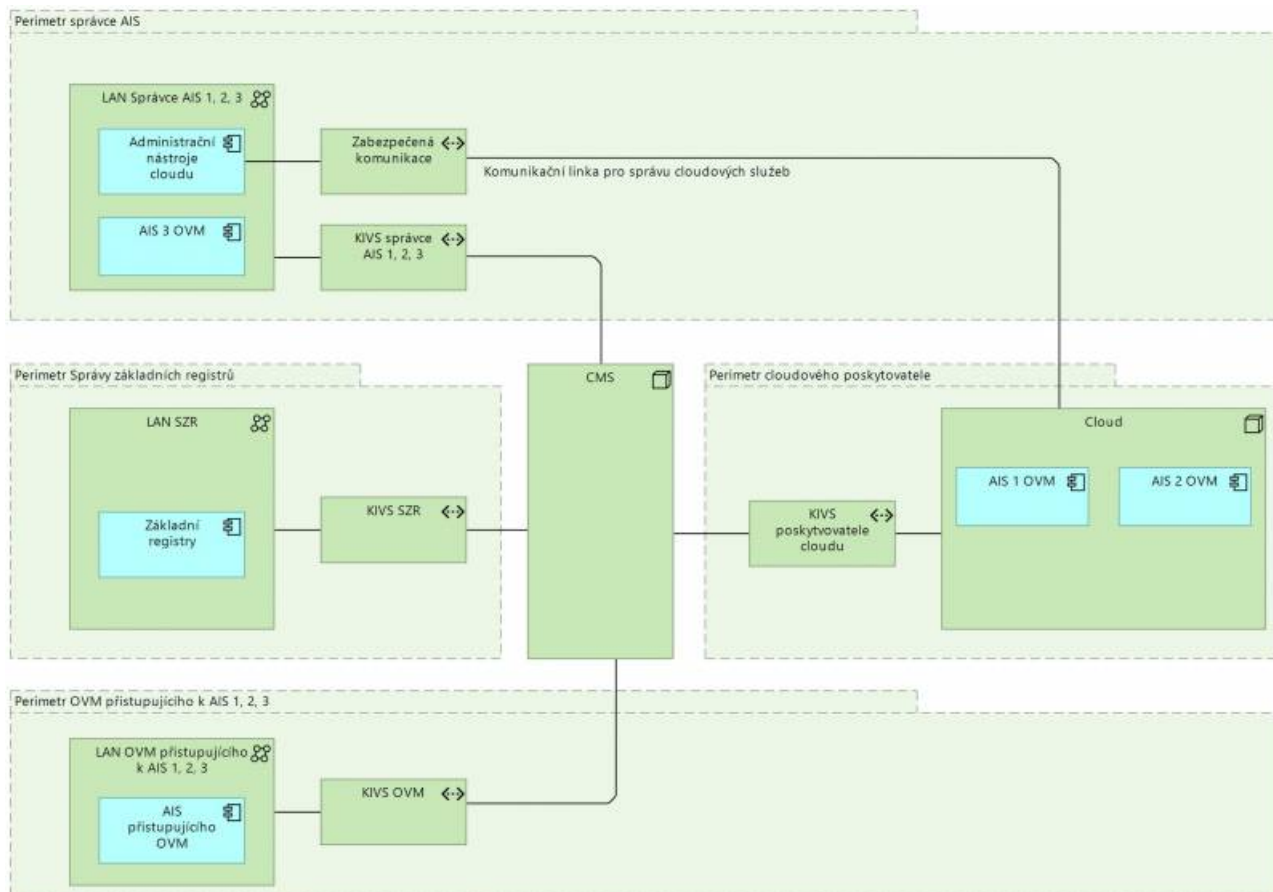 Perimetr správce AIS
LAN Správce AIS 1, 2, 3
Administrační
nástroje
cloudu
Zabezpečená
komunikace
Komunikační linka pro správu cloudových služeb
AIS 3 OVM
KIVS správce
AIS 1, 2, 3
Perimetr Správy základních registrů
LAN SZR
Základní
registry
KIVS SZR
CMS
Perimetr cloudového poskytovatele
KIVS
poskytvovatele
cloudu
Cloud
AIS 1 OVM
AIS 2 OVM
Perimetr OVM přistupujícího k AIS 1, 2, 3
LAN OVM přistupujícího
k AIS 1, 2, 3
AIS
přistupujícího
OVM
KIVS OVM